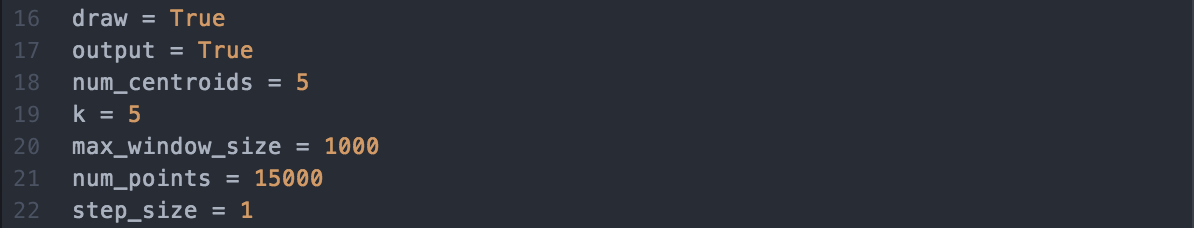 16 draw = True
17 output = True
18 num_centroids = 5
19 k = 5
20 max_window_size = 1000
21 num_points = 15000
22 step_size = 1